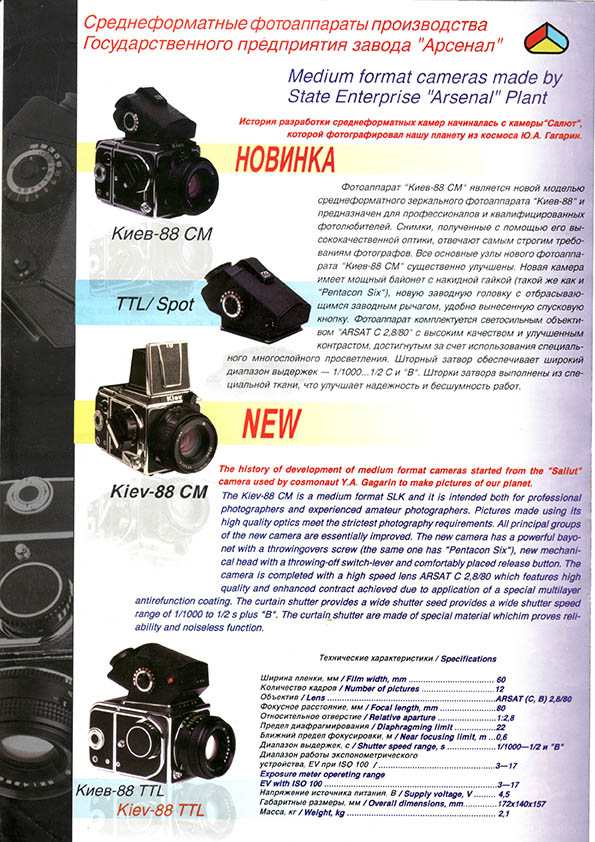 Среднеформатные фотоаппараты производства
Государственного предприятия завода "Арсенал"
Medium format cameras made by
State Enterprise "Arsenal" Plant
История разработки среднеформатных камер начиналась с камеры"Салют",
которой фотографировал нашу планету из космоса Ю.А. Гагарин.
НОВИНКА
Фотоаппарат "Киев-88 СМ" является новой моделью
среднеформатного зеркального фотоаппарата "Киев-88" и
предназначен для профессионалов и квалифицированных
фотолюбителей. Снимки, полученные с помощью его вы-
сококачественной оптики, отвечают самым строгим требо-
ваниям фотографов. Все основные узлы нового фотоаппа-
рата "Киев-88 СМ" существенно улучшены. Новая камера
имеет мощный байонет с накидной гайкой (такой же как и
"Pentacon Six"), новую заводную головку с отбрасываю-
щимся заводным рычагом, удобно вынесенную спусковую
кнопку. Фотоаппарат комплектуется светосильным объекти-
вом "ARSAT C 2,8/80" с высоким качеством и улучшенным
контрастом, достигнутым за счет использования специаль-
ного многослойного просветления. Шторный затвор обеспечивает широкий
диапазон выдержек — 1/1000...1/2 С и "В". Шторки затвора выполнены из спе-
циальной ткани, что улучшает надежность и бесшумность работ.
Киев-88 СМ
TTL/ Spot
Kiev
NEW
Kiev-88 CM
The history of development of medium format cameras started from the "Sallut"
camera used by cosmonaut Y.A. Gagarin to make pictures of our planet.
The Kiev-88 CM is a medium format SLK and it is intended both for professional
photographers and experienced amateur photographers. Pictures made using its
high quality optics meet the strictest photography requirements. All principal groups
of the new camera are essentially improved. The new camera has a powerful bayo-
net with a throwingovers screw (the same one has "Pentacon Six"), new mechani-
cal head with a throwing-off switch-lever and comfortably placed release button. The
camera is completed with a high speed lens ARSAT C 2,8/80 which features high
quality and enhanced contract achieved due to application of a special multilayer
antirefunction coating. The curtain shutter provides a wide shutter seed provides a wide shutter speed
range of 1/1000 to 1/2 s plus "B". The curtain shutter are made of special material whichim proves reli-
ability and noiseless function.
Технические характеристики / Specifications
Ширина пленки, мм / Film width, mm ........ 60
Количество кадров / Number of pictures ........ 12
Объектив / Lens ........ ARSAT (C, B) 2,8/80
Фокусное расстояние, мм / Focal length, mm ........ 80
Относительное отверстие / Relative aparture ........ 1:2,8
Предел диафрагмирования / Diaphragming limit ........ 22
Ближний предел фокусировки, м / Near focusing limit, m ...0,6
Диапазон выдержек, с / Shutter speed range, s ........ 1/1000—1/2 и "В"
Диапазон работы экспонометрического
устройства, EV при ISO 100 / ........ 3—17
Exposure meter operating range
EV with ISO 100 ........ 3—17
Напряжение источника питания, В / Supply voltage, V ........ 4,5
Габаритные размеры, мм / Overall dimensions, mm........172x140x157
Масса, кг / Weight, kg ........ 2,1
Киев-88 TTL
Kiev-88 TTL